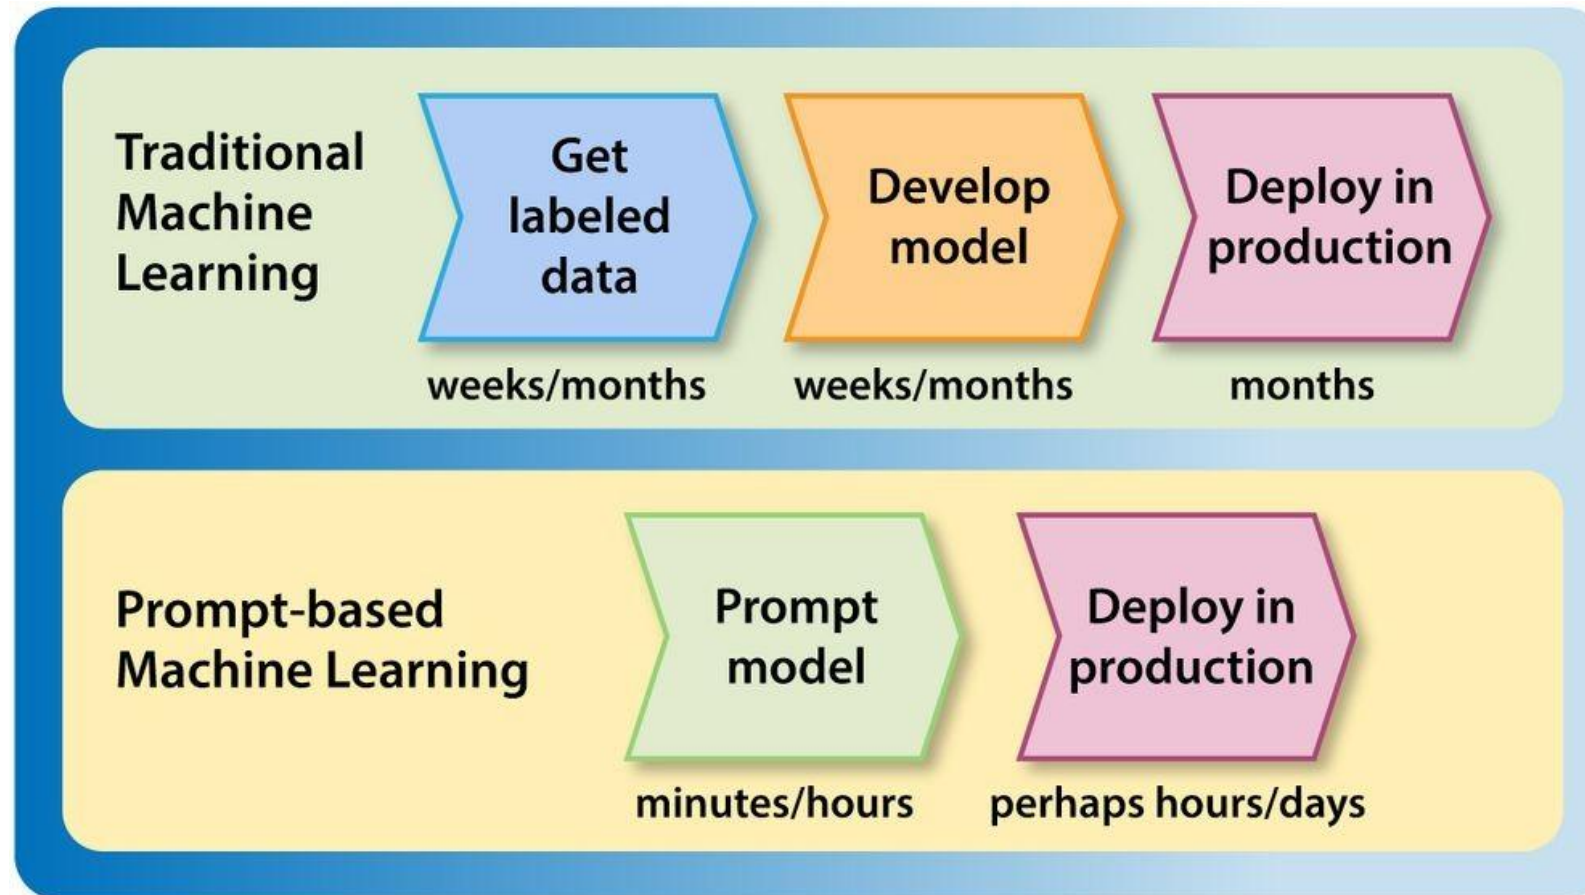 Traditional
Machine
Learning
Get
labeled
data
weeks/months
Develop
model
weeks/months
Deploy in
production
months
Prompt-based
Machine Learning
Prompt
model
minutes/hours
Deploy in
production
perhaps hours/days